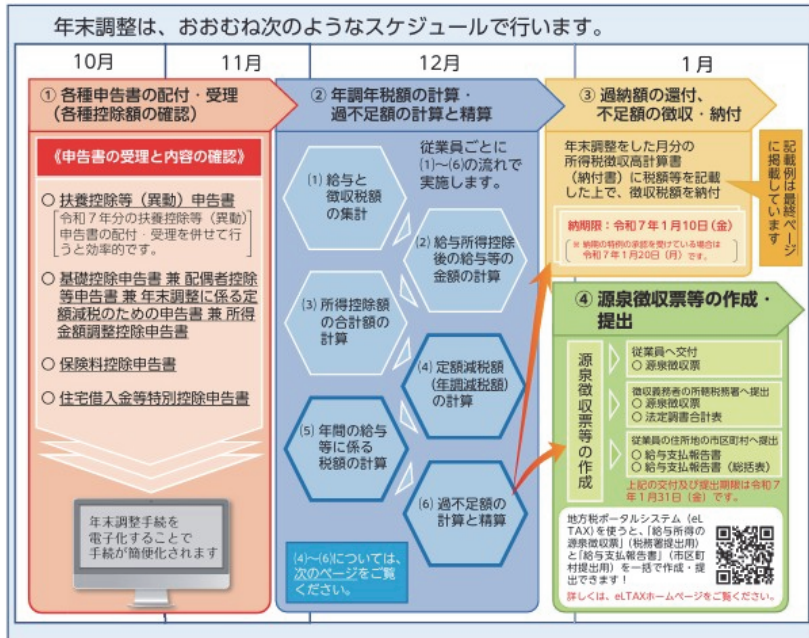 年末調整は、おおむね次のようなスケジュールで行います。
10月
11月
12月
1月
① 各種申告書の配付・受理
(各種控除額の確認)
《申告書の受理と内容の確認》
○ 扶養控除等（異動）申告書
令和７年分の扶養控除等（異動）
申告書の配付・受理を併せて行
うと効率的です。
○ 基礎控除申告書 兼 配偶者控除
等申告書 兼 年末調整に係る定
額減税のための申告書 兼 所得
金額調整控除申告書
○ 保険料控除申告書
○ 住宅借入金等特別控除申告書
年末調整手続を
電子化することで
手続が簡便化されます
② 年調年税額の計算・
過不足額の計算と精算
従業員ごとに
⑴～⑹の流れで
実施します。
⑴ 給与と
徴収税額
の集計
⑵ 給与所得控除
後の給与等の
金額の計算
⑶ 所得控除額
の合計額の
計算
⑷ 定額減税額
(年調減税額)
の計算
⑸ 年間の給与
等に係る
税額の計算
⑹ 過不足額の
計算と精算
⑷～⑹については、
次のページをご覧
ください。
③ 過納額の還付、
不足額の徴収・納付
年末調整をした月分の
所得税徴収高計算書
（納付書）に税額等を記載
した上で、徴収税額を納付
記載例は最終ページ
に掲載しています
納期限：令和７年１月10日（金）
※ 納期の特例の承認を受けている場合は
令和７年１月20日（月）です。
④ 源泉徴収票等の作成・
提出
源泉徴収票等の作成
従業員へ交付
○ 源泉徴収票
徴収義務者の所轄税務署へ提出
○ 源泉徴収票
○ 法定調書合計表
従業員の住所地の市区町村へ提出
○ 給与支払報告書
○ 給与支払報告書（総括表）
上記の交付及び提出期限は令和７
年１月31日（金）です。
地方税ポータルシステム（eL
TAX）を使うと、「給与所得の
源泉徴収票」（税務署提出用）
と「給与支払報告書」（市区町
村提出用）を一括で作成・提
出できます！
詳しくは、eLTAXホームページをご覧ください。